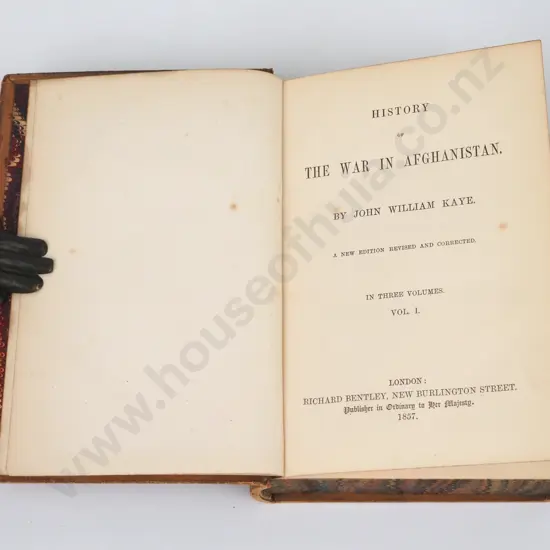 HISTORY
OF
THE WAR IN AFGHANISTAN.
BY JOHN WILLIAM KAYE.
A NEW EDITION REVISED AND CORRECTED.
IN THREE VOLUMES.
VOL. I.
LONDON:
RICHARD BENTLEY, NEW BURLINGTON STREET.
Publisher in Ordinary to Her Majesty.
1857.
www.houseofhuia.co.nz